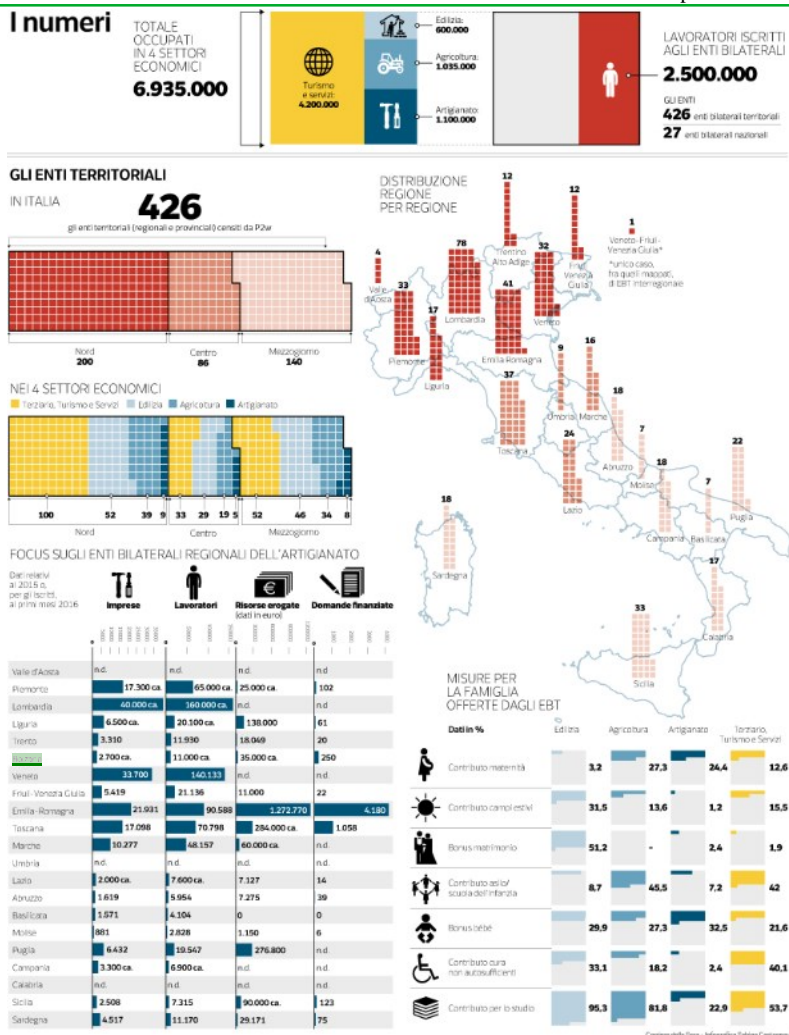 I numeri
TOTALE
OCCUPATI
IN 4 SETTORI
ECONOMICI
6.935.000
Turismo
e servizi:
4.200.000
Edilizia:
600.000
Agricoltura:
1.035.000
Artigianato:
1.100.000
LAVORATORI ISCRITTI
AGLI ENTI BILATERALI
2.500.000
GLI ENTI
426 enti bilaterali territoriali
27 enti bilaterali nazionali
GLI ENTI TERRITORIALI
IN ITALIA
426
gli enti territoriali (regionali e provinciali) censiti da P2w
Nord
200
Centro
86
Mezzogiorno
140
NEI 4 SETTORI ECONOMICI
Terziario, Turismo e Servizi Edilizia Agricoltura Artigianato
100 52 39 9 33 29 19 5 52 46 34 8
Nord Centro Mezzogiorno
DISTRIBUZIONE
REGIONE
PER REGIONE
4
Valle
d'Aosta
33
Piemonte
17
Liguria
78
Lombardia
12
Trentino
Alto Adige
41
Emilia Romagna
32
Veneto
12
Friuli
Venezia
Giulia
1
Veneto-Friuli-
Venezia Giulia*
*unico caso,
fra quelli mappati,
di EBT interregionale
37
Toscana
9
Umbria
16
Marche
24
Lazio
18
Abruzzo
7
Molise
18
Campania
7
Basilicata
22
Puglia
17
Calabria
33
Sicilia
18
Sardegna
FOCUS SUGLI ENTI BILATERALI REGIONALI DELL'ARTIGIANATO
Dati relativi
al 2015 o,
per gli iscritti,
ai primi mesi 2016
Imprese Lavoratori Risorse erogate Domande finanziate
(dati in euro)
Valle d'Aosta n.d. n.d. n.d. n.d
Piemonte 17.300 ca. 65.000 ca. 25.000 ca. 102
Lombardia 40.000 ca. 160.000 ca. n.d. n.d
Liguria 6.500 ca. 20.100 ca. 138.000 61
Trento 3.310 11.930 18.049 20
Bolzano 2.700 ca. 11.000 ca. 35.000 ca. 250
Veneto 33.700 140.133 n.d. n.d
Friuli-Venezia Giulia 5.419 21.136 11.000 22
Emilia-Romagna 21.931 90.588 1.272.770 4.180
Toscana 17.098 70.798 284.000 ca. 1.058
Marche 10.277 48.157 60.000 ca. n.d.
Umbria n.d. n.d. n.d. n.d.
Lazio 2.000 ca. 7.600 ca. 7.127 14
Abruzzo 1.619 5.954 7.275 39
Basilicata 1.571 4.104 0 0
Molise 881 2.828 1.150 6
Puglia 6.432 19.547 276.800 n.d.
Campania 3.300 ca. 6.900 ca. n.d. n.d.
Calabria n.d. n.d. n.d. n.d.
Sicilia 2.508 7.315 90.000 ca. 123
Sardegna 4.517 11.170 29.171 75
MISURE PER
LA FAMIGLIA
OFFERTE DAGLI EBT
Dati in % Edilizia Agricoltura Artigianato Terziario,
Turismo e Servizi
Contributo maternità 3,2 27,3 24,4 12,6
Contributo campi estivi 31,5 13,6 1,2 15,5
Bonus matrimonio 51,2 - 2,4 1,9
Contributo asilo/
scuola dell'infanzia 8,7 45,5 7,2 42
Bonus bébé 29,9 27,3 32,5 21,6
Contributo cura
non autosufficienti 33,1 18,2 2,4 40,1
Contributo per lo studio 95,3 81,8 22,9 53,7